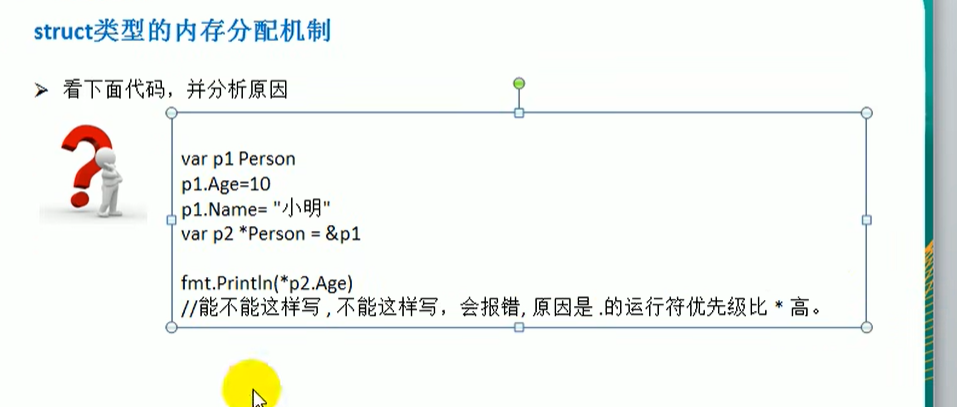 struct类型的内存分配机制
➢ 看下面代码，并分析原因
var p1 Person
p1.Age=10
p1.Name= "小明"
var p2 *Person = &p1
fmt.Println(*p2.Age)
//能不能这样写 , 不能这样写，会报错, 原因是 .的运行符优先级比 * 高。